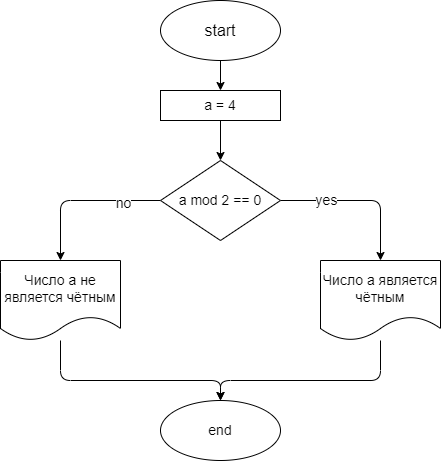 start
a = 4
a mod 2 == 0
no
yes
Число a не
является чётным
Число a является
чётным
end